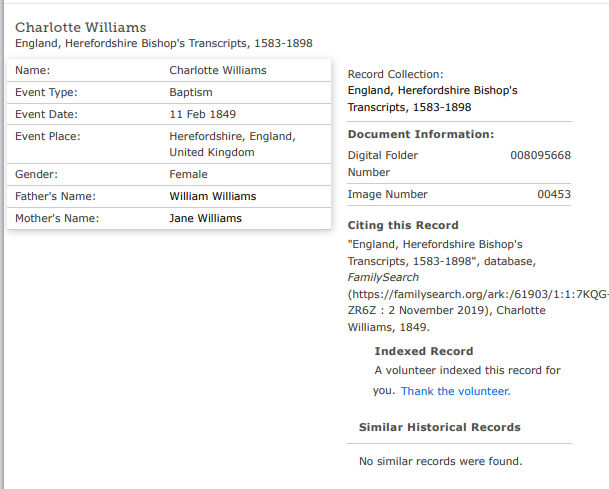 Charlotte Williams
England, Herefordshire Bishop's Transcripts, 1583-1898
Name: Charlotte Williams
Event Type: Baptism
Event Date: 11 Feb 1849
Event Place: Herefordshire, England,
United Kingdom
Gender: Female
Father's Name: William Williams
Mother's Name: Jane Williams
Record Collection:
England, Herefordshire Bishop's
Transcripts, 1583-1898
Document Information:
Digital Folder 008095668
Number
Image Number 00453
Citing this Record
"England, Herefordshire Bishop's
Transcripts, 1583-1898", database,
FamilySearch
(https://familysearch.org/ark:/61903/1:1:7KQG-
ZR6Z : 2 November 2019), Charlotte
Williams, 1849.
Indexed Record
A volunteer indexed this record for
you. Thank the volunteer.
Similar Historical Records
No similar records were found.